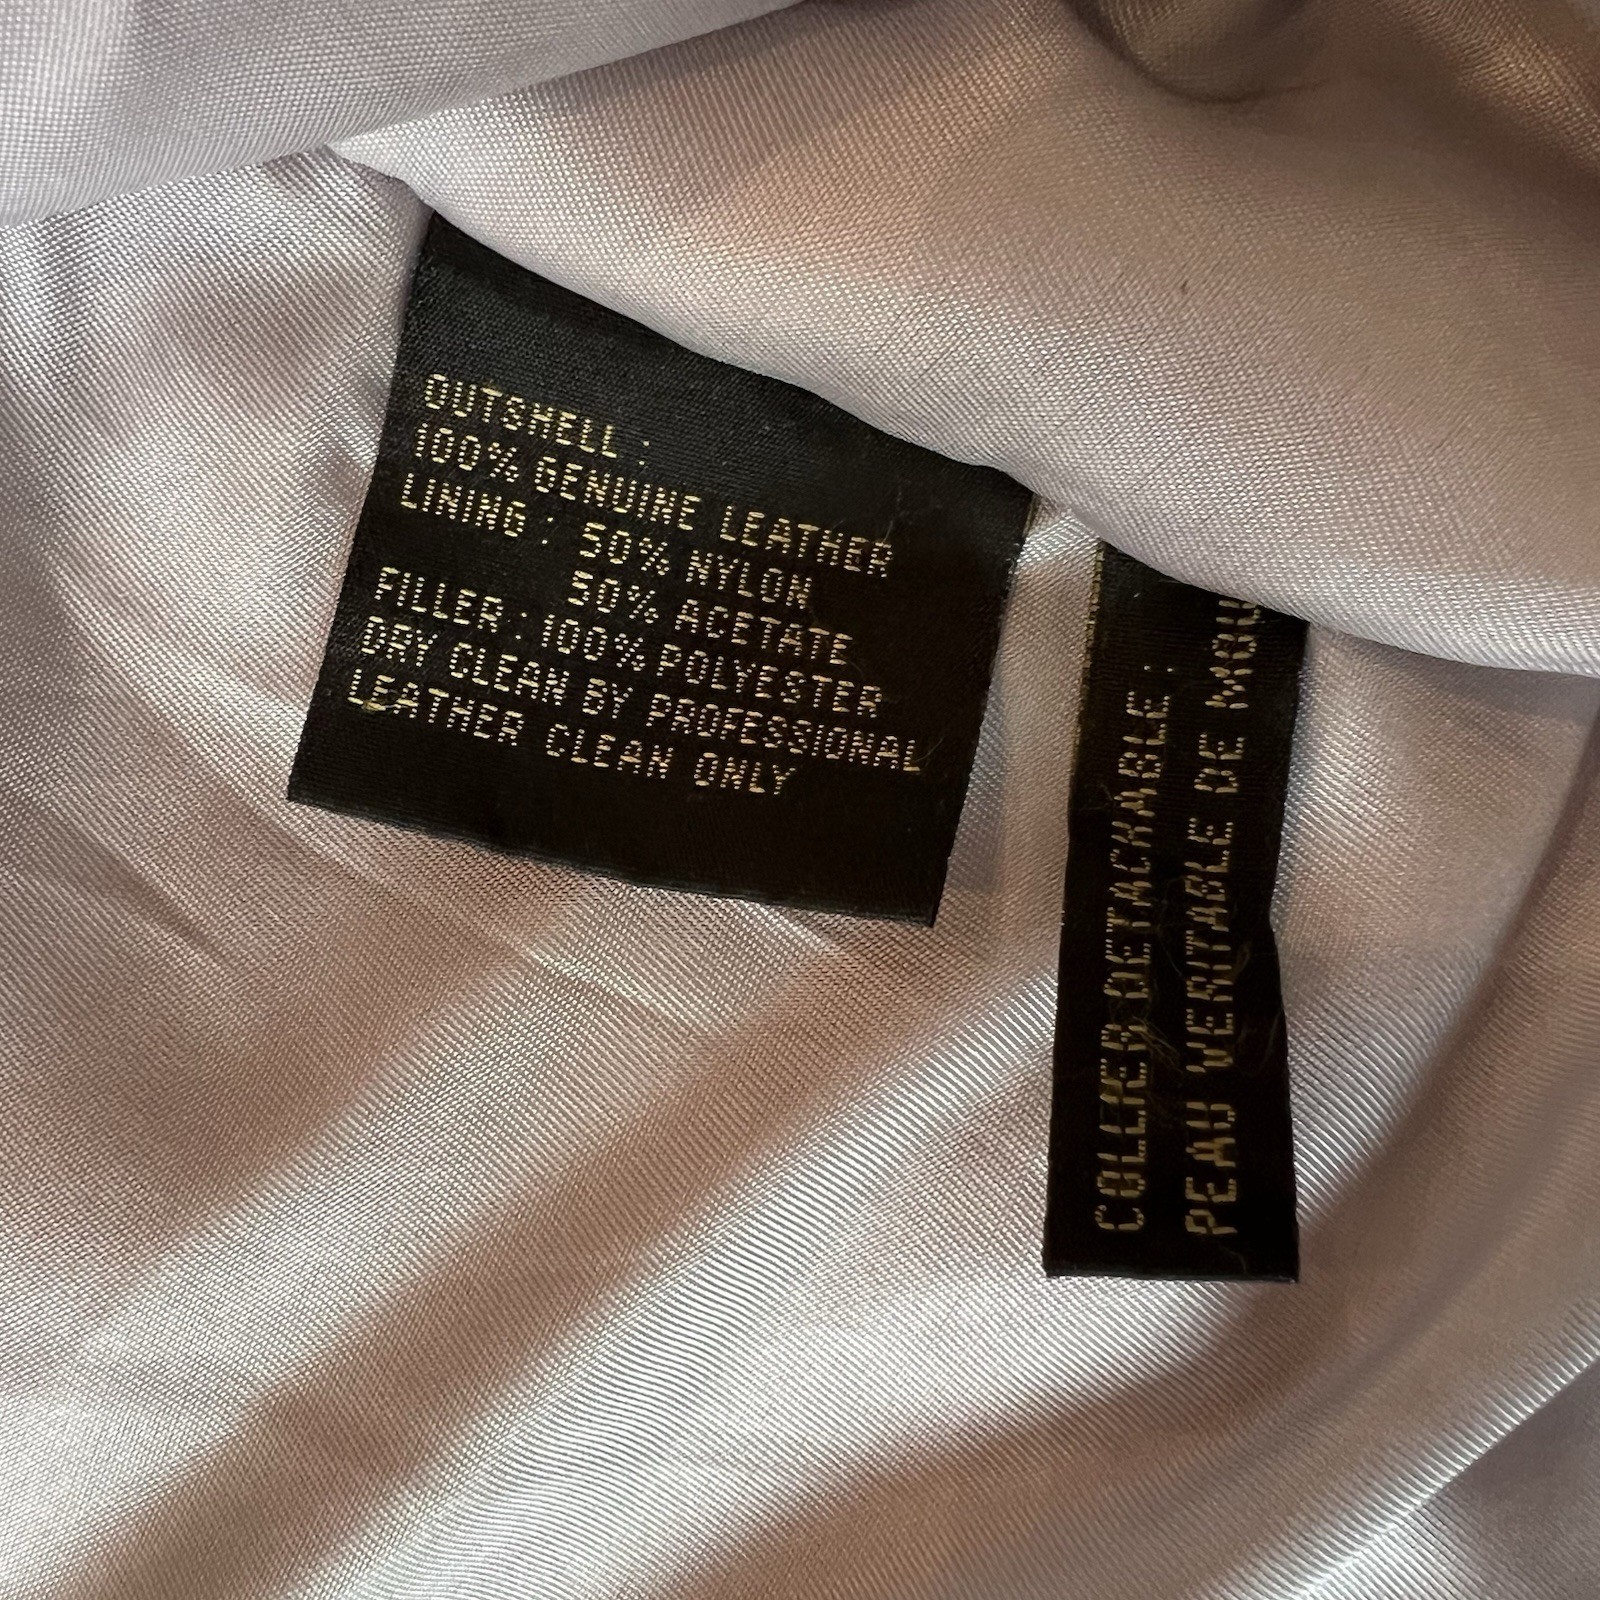 OUTSHELL :
100% GENUINE LEATHER
LINING : 50% NYLON
50% ACETATE
FILLER : 100% POLYESTER
DRY CLEAN BY PROFESSIONAL
LEATHER CLEAN ONLY
COLLER DETACHABLE :
PEAU VERITABLE DE